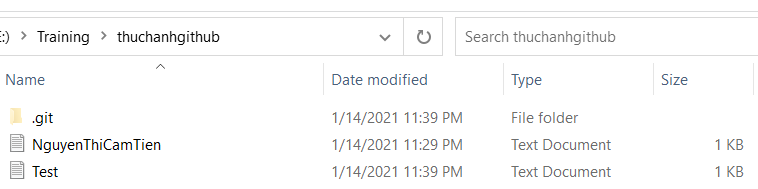 E:) > Training > thuchanhgithub Search thuchanhgithub
Name Date modified Type Size
.git 1/14/2021 11:39 PM File folder
NguyenThiCamTien 1/14/2021 11:29 PM Text Document 1 KB
Test 1/14/2021 11:39 PM Text Document 1 KB